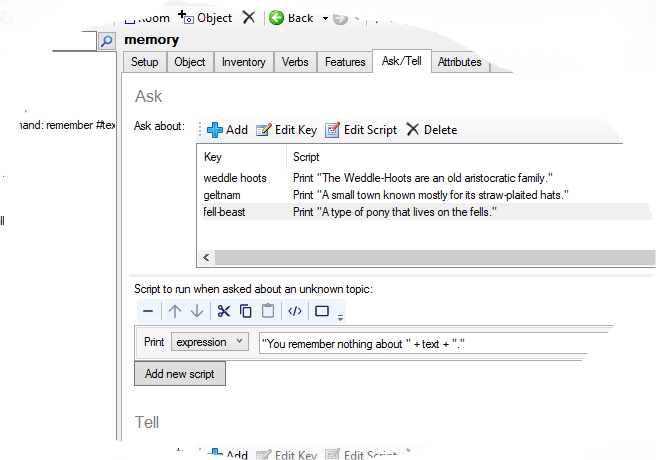 Room Object Back
memory
Setup Object Inventory Verbs Features Ask/Tell Attributes
Ask
Ask about: Add Edit Key Edit Script Delete
hand: remember #tex
Key Script
weddle hoots Print "The Weddle-Hoots are an old aristocratic family."
geltnam Print "A small town known mostly for its straw-plaited hats."
fell-beast Print "A type of pony that lives on the fells."
Script to run when asked about an unknown topic:
Print expression "You remember nothing about " + text + "."
Add new script
Tell
Add Edit Key Edit Script